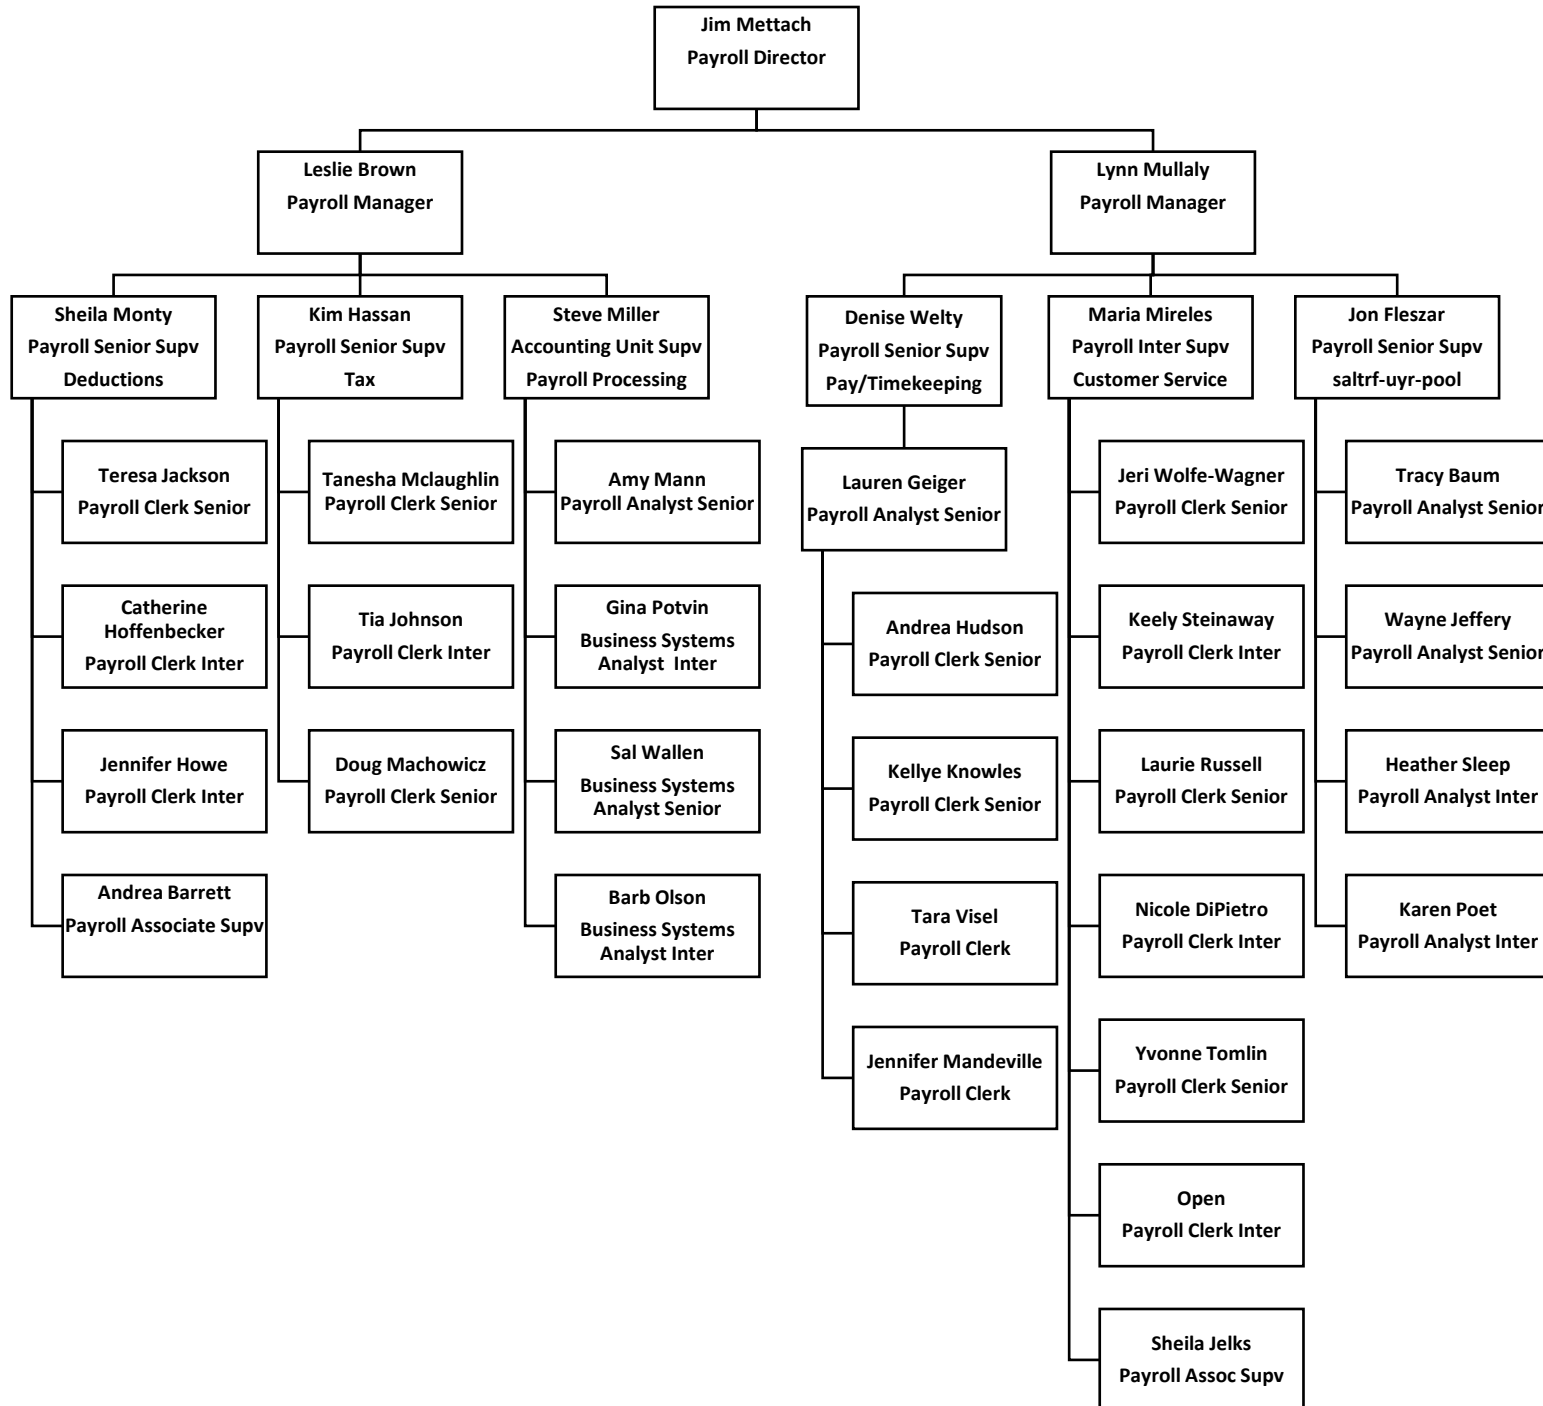 Jim Mettach
Payroll Director
Leslie Brown
Payroll Manager
Lynn Mullaly
Payroll Manager
Sheila Monty
Payroll Senior Supv
Deductions
Kim Hassan
Payroll Senior Supv
Tax
Steve Miller
Accounting Unit Supv
Payroll Processing
Denise Welty
Payroll Senior Supv
Pay/Timekeeping
Maria Mireles
Payroll Inter Supv
Customer Service
Jon Fleszar
Payroll Senior Supv
saltrf-uyr-pool
Teresa Jackson
Payroll Clerk Senior
Catherine
Hoffenbecker
Payroll Clerk Inter
Jennifer Howe
Payroll Clerk Inter
Andrea Barrett
Payroll Associate Supv
Tanesha Mclaughlin
Payroll Clerk Senior
Tia Johnson
Payroll Clerk Inter
Doug Machowicz
Payroll Clerk Senior
Amy Mann
Payroll Analyst Senior
Gina Potvin
Business Systems
Analyst  Inter
Sal Wallen
Business Systems
Analyst Senior
Barb Olson
Business Systems
Analyst Inter
Lauren Geiger
Payroll Analyst Senior
Andrea Hudson
Payroll Clerk Senior
Kellye Knowles
Payroll Clerk Senior
Tara Visel
Payroll Clerk
Jennifer Mandeville
Payroll Clerk
Jeri Wolfe-Wagner
Payroll Clerk Senior
Keely Steinaway
Payroll Clerk Inter
Laurie Russell
Payroll Clerk Senior
Nicole DiPietro
Payroll Clerk Inter
Yvonne Tomlin
Payroll Clerk Senior
Open
Payroll Clerk Inter
Sheila Jelks
Payroll Assoc Supv
Tracy Baum
Payroll Analyst Senior
Wayne Jeffery
Payroll Analyst Senior
Heather Sleep
Payroll Analyst Inter
Karen Poet
Payroll Analyst Inter